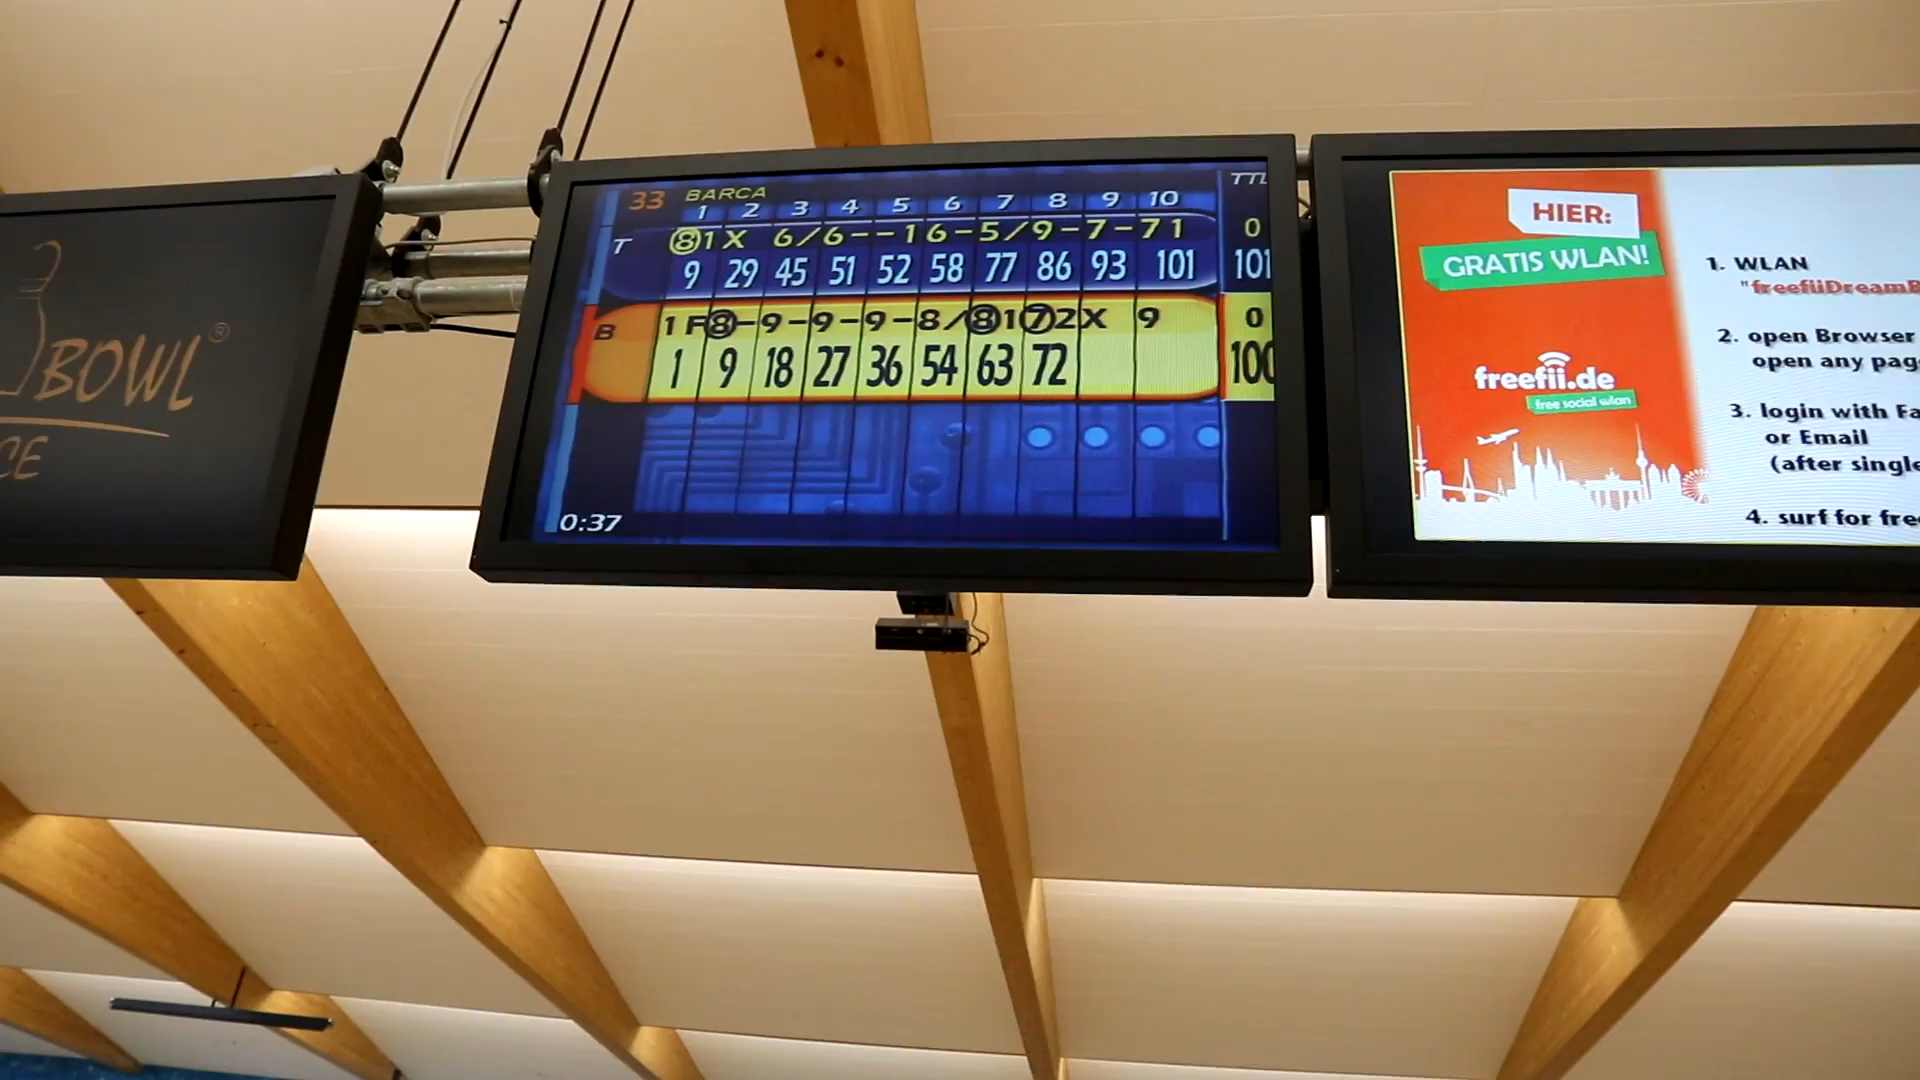 BOWL®
CE
33 BARCA TTL
1 2 3 4 5 6 7 8 9 10
T 81 X 6/6--16-5/9-7-71 0
9 29 45 51 52 58 77 86 93 101 101
B 1F8-9-9-9-8/8172X 9 0
1 9 18 27 36 54 63 72 100
0:37
HIER:
GRATIS WLAN!
freefii.de
free social wlan
1. WLAN
"freefiiDreamB
2. open Browser
open any pag
3. login with Fa
or Email
(after single
4. surf for free